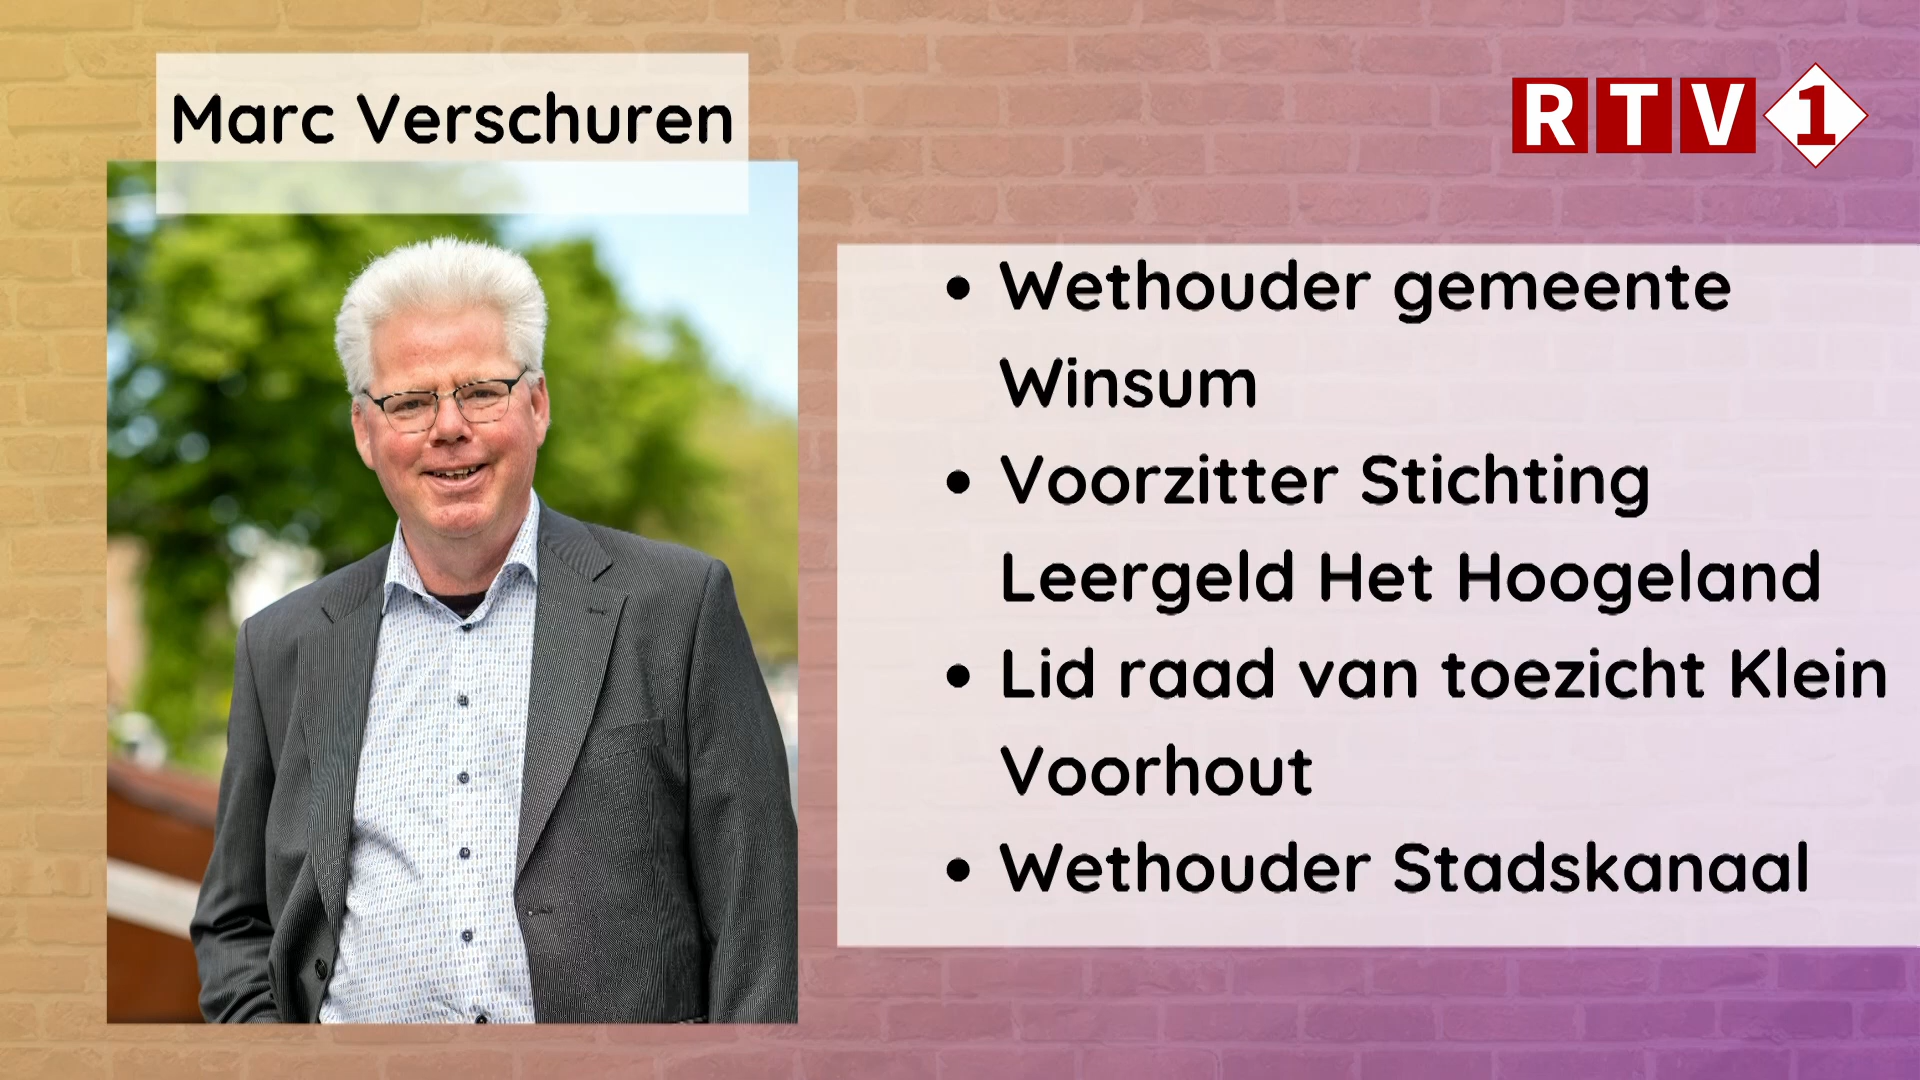 Marc Verschuren
RTV1
• Wethouder gemeente
Winsum
• Voorzitter Stichting
Leergeld Het Hoogeland
• Lid raad van toezicht Klein
Voorhout
• Wethouder Stadskanaal